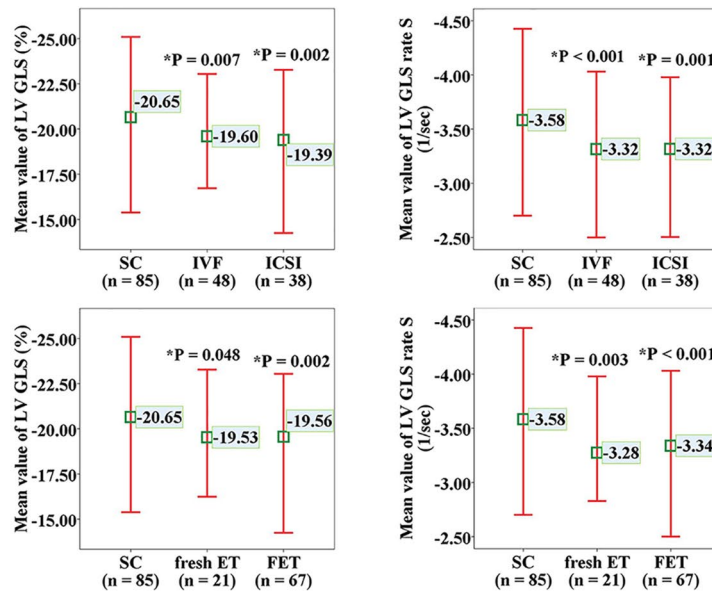 Mean value of LV GLS (%)
-25.00
-22.50
-20.00
-17.50
-15.00
*P = 0.007
*P = 0.002
-20.65
-19.60
-19.39
SC
(n = 85)
IVF
(n = 48)
ICSI
(n = 38)
Mean value of LV GLS rate S
(1/sec)
-4.50
-4.00
-3.50
-3.00
-2.50
*P < 0.001
*P = 0.001
-3.58
-3.32
-3.32
SC
(n = 85)
IVF
(n = 48)
ICSI
(n = 38)
Mean value of LV GLS (%)
-25.00
-22.50
-20.00
-17.50
-15.00
*P = 0.048
*P = 0.002
-20.65
-19.53
-19.56
SC
(n = 85)
fresh ET
(n = 21)
FET
(n = 67)
Mean value of LV GLS rate S
(1/sec)
-4.50
-4.00
-3.50
-3.00
-2.50
*P = 0.003
*P < 0.001
-3.58
-3.28
-3.34
SC
(n = 85)
fresh ET
(n = 21)
FET
(n = 67)